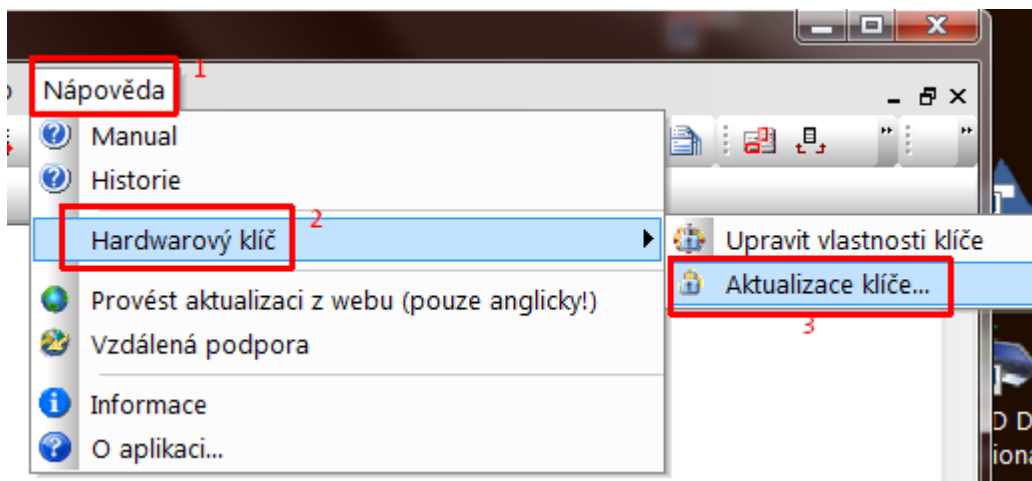 Nápověda
1
Manual
Historie
Hardwarový klíč
2
Upravit vlastnosti klíče
Aktualizace klíče...
3
Provést aktualizaci z webu (pouze anglicky!)
Vzdálená podpora
Informace
O aplikaci...